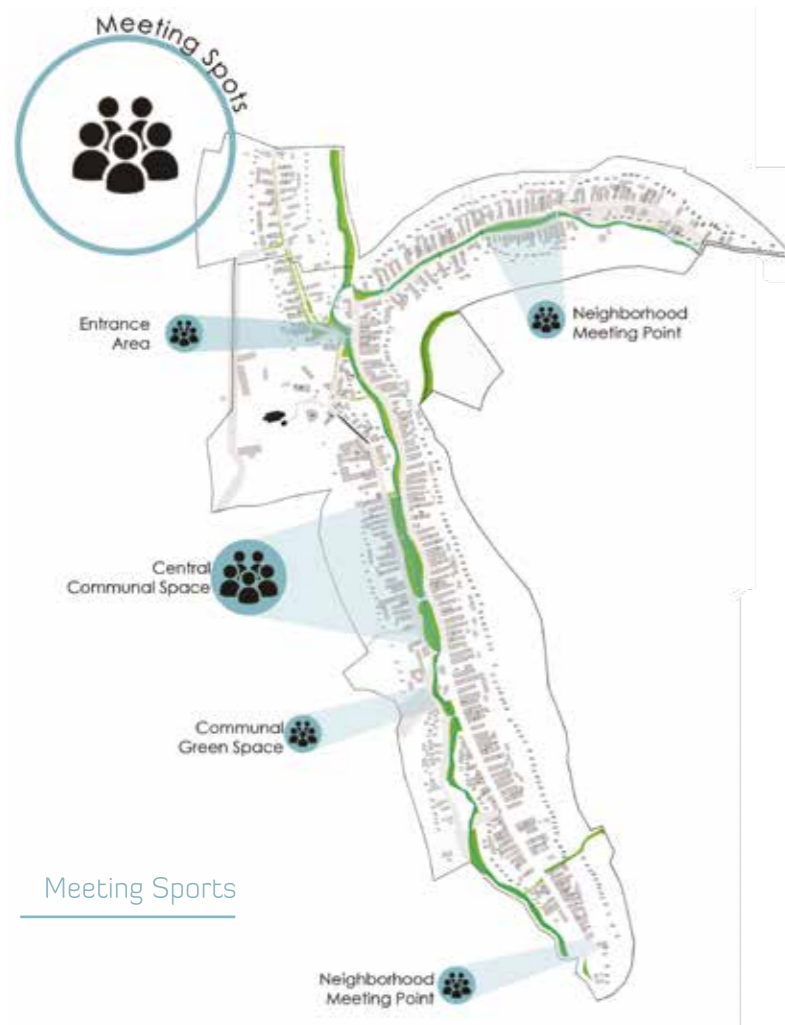 Meeting Spots
Entrance
Area
Neighborhood
Meeting Point
Central
Communal Space
Communal
Green Space
Meeting Sports
Neighborhood
Meeting Point